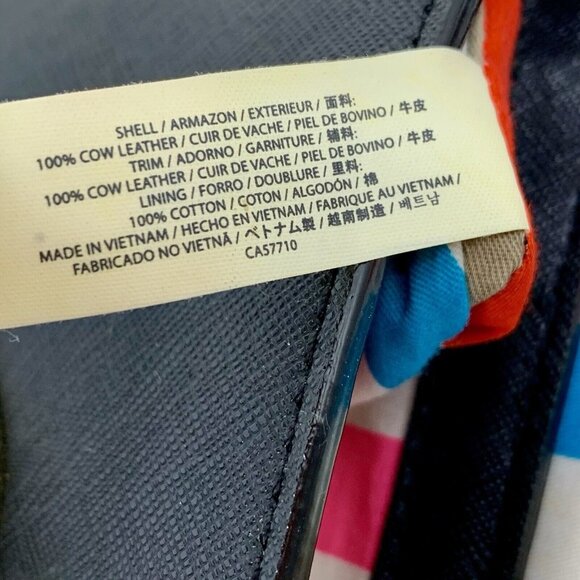 SHELL / ARMAZON / EXTERIEUR / 面料:
100% COW LEATHER / CUIR DE VACHE / PIEL DE BOVINO / 牛皮
TRIM / ADORNO / GARNITURE / 辅料:
100% COW LEATHER / CUIR DE VACHE / PIEL DE BOVINO / 牛皮
LINING / FORRO / DOUBLURE / 里料:
100% COTTON / COTON / ALGODÓN / 棉
MADE IN VIETNAM / HECHO EN VIETNAM / FABRIQUE AU VIETNAM /
FABRICADO NO VIETNÃ / ベトナム製 / 越南制造 / 베트남
CA57710